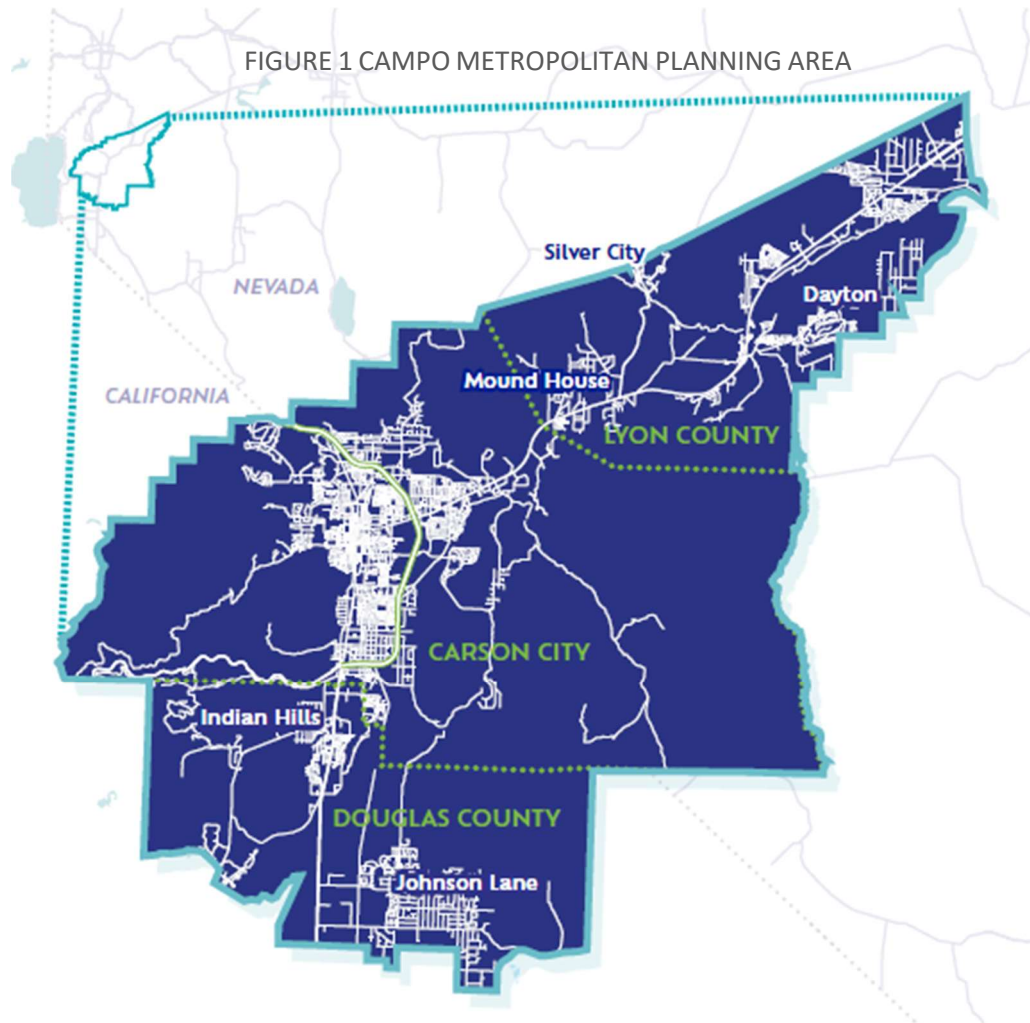 FIGURE 1 CAMPO METROPOLITAN PLANNING AREA
Silver City
NEVADA
Dayton
Mound House
CALIFORNIA
LYON COUNTY
CARSON CITY
Indian Hills
DOUGLAS COUNTY
Johnson Lane